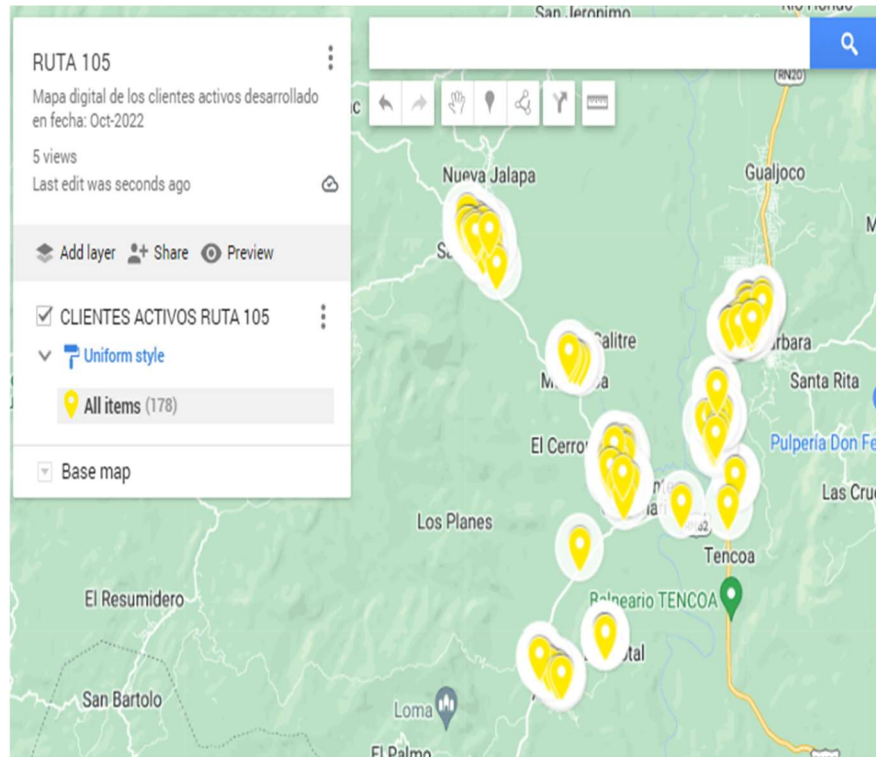 RUTA 105
Mapa digital de los clientes activos desarrollado
en fecha: Oct-2022
5 views
Last edit was seconds ago
Add layer
Share
Preview
CLIENTES ACTIVOS RUTA 105
Uniform style
All items (178)
Base map
San Jeronimo
RN20
Nueva Jalapa
Gualjoco
Santa Rita
El Cerro
Pulpería Don Fe
Las Cru
Los Planes
Tencoa
Balneario TENCOA
El Resumidero
San Bartolo
Loma
El Palmo